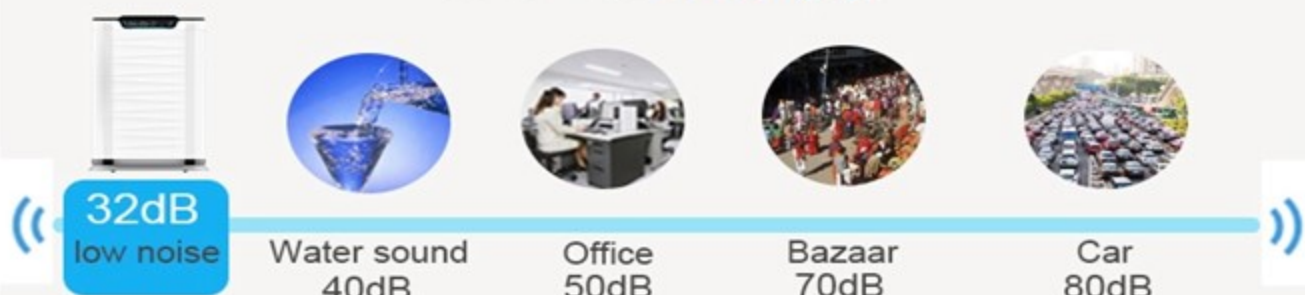 32dB
low noise
Water sound
40dB
Office
50dB
Bazaar
70dB
Car
80dB